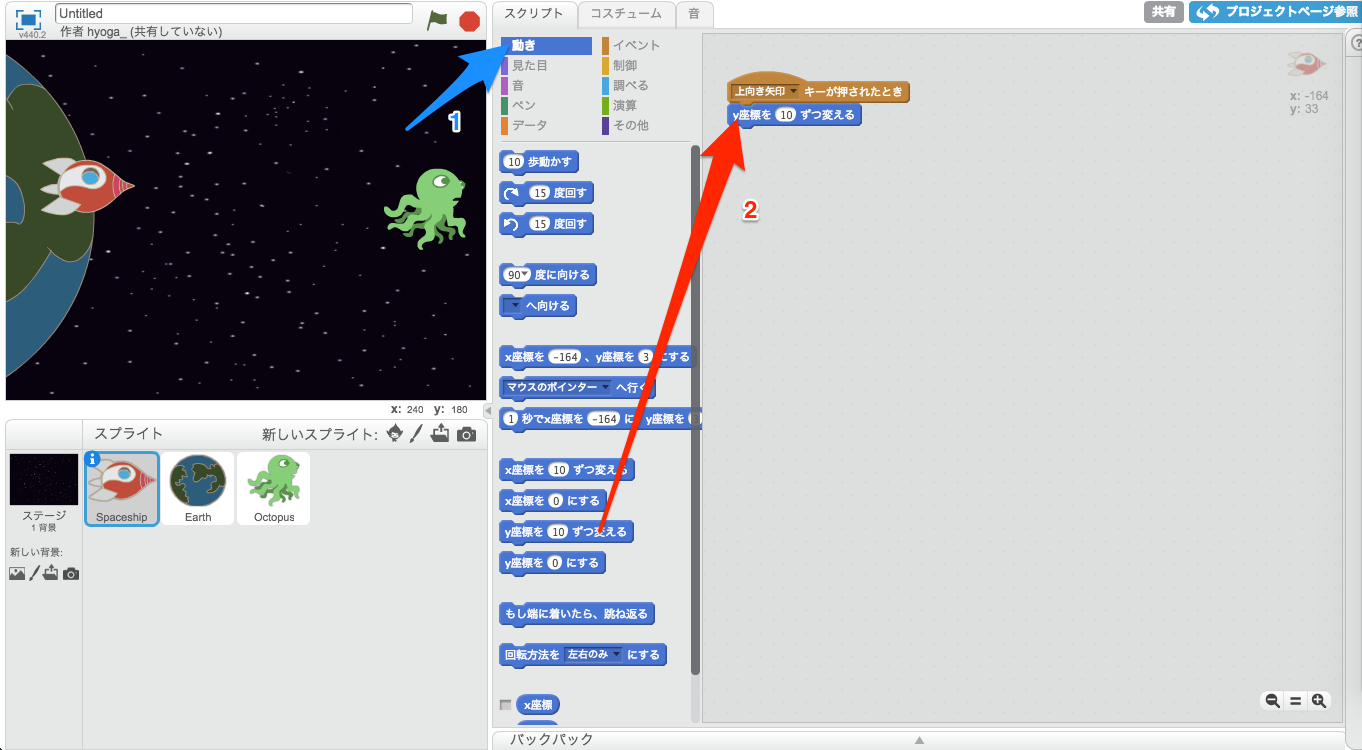 Untitled
v440.2
作者 hyoga_ (共有していない)
スクリプト
コスチューム
音
共有
プロジェクトページ参照
動き
イベント
見た目
制御
音
調べる
ペン
演算
データ
その他
1
10 歩動かす
15 度回す
15 度回す
90▼ 度に向ける
へ向ける
x座標を -164 、y座標を 3 にする
マウスのポインター へ行く
1 秒でx座標を -164 に y座標を
x座標を 10 ずつ変える
x座標を 0 にする
y座標を 10 ずつ変える
y座標を 0 にする
もし端に着いたら、跳ね返る
回転方法を 左右のみ にする
x座標
上向き矢印 キーが押されたとき
y座標を 10 ずつ変える
2
x: -164
y: 33
x: 240 y: 180
スプライト
新しいスプライト:
ステージ
1 背景
新しい背景:
Spaceship
Earth
Octopus
バックパック